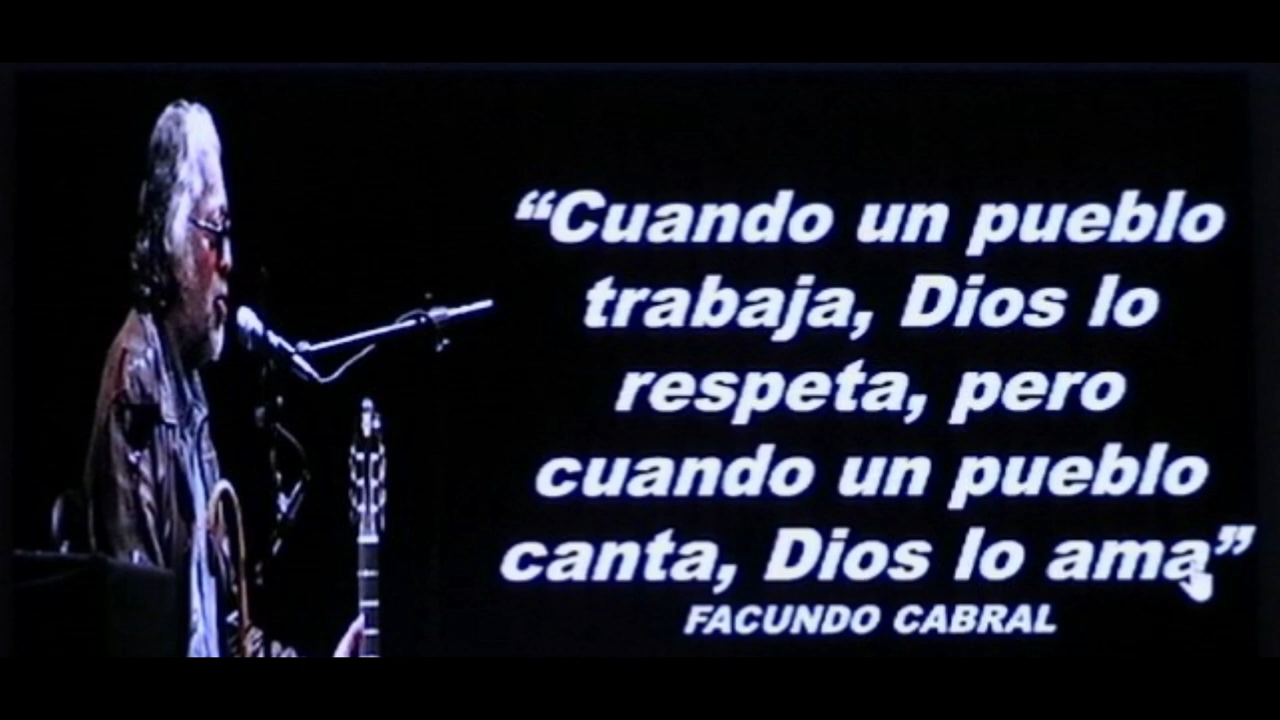 “Cuando un pueblo
trabaja, Dios lo
respeta, pero
cuando un pueblo
canta, Dios lo ama”
FACUNDO CABRAL